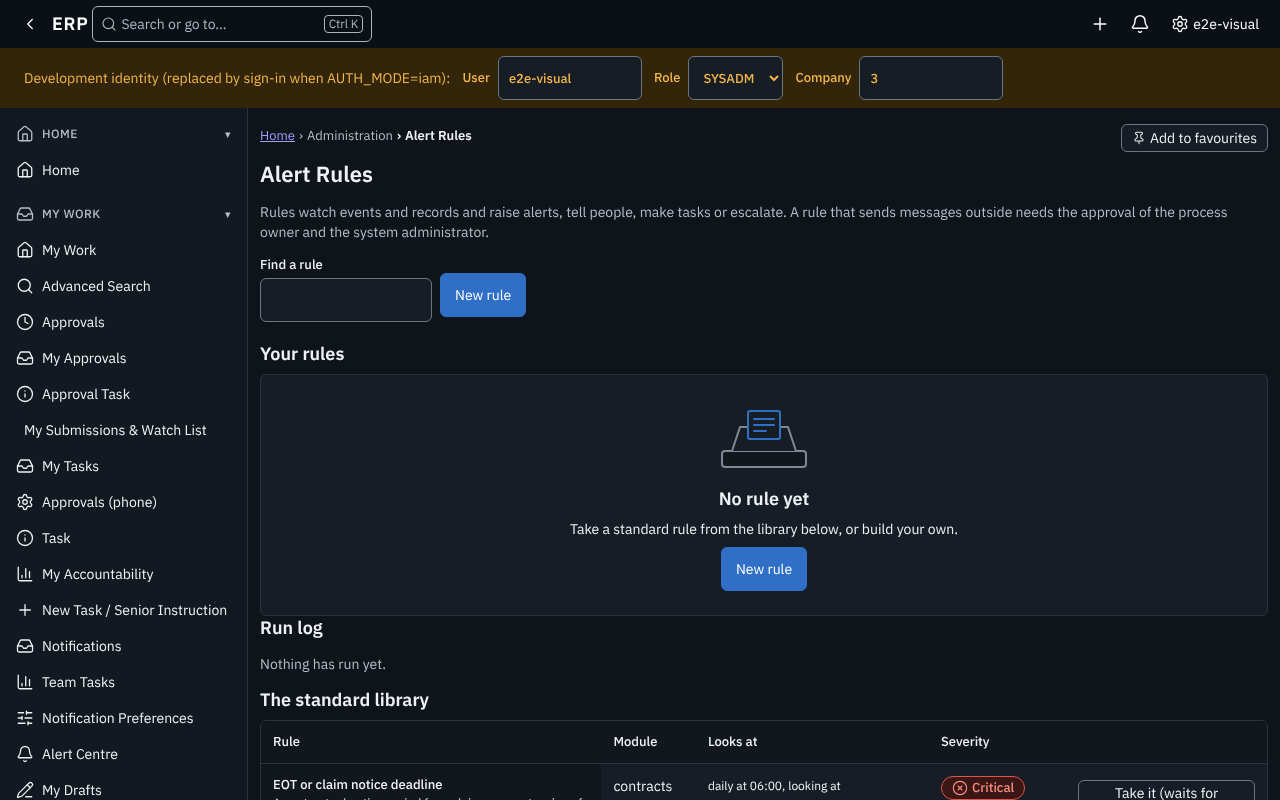 ERP
Search or go to...
Ctrl K
e2e-visual
Development identity (replaced by sign-in when AUTH_MODE=iam):
User
e2e-visual
Role
SYSADM
Company
3
HOME
Home
MY WORK
My Work
Advanced Search
Approvals
My Approvals
Approval Task
My Submissions & Watch List
My Tasks
Approvals (phone)
Task
My Accountability
New Task / Senior Instruction
Notifications
Team Tasks
Notification Preferences
Alert Centre
My Drafts
Home › Administration › Alert Rules
Add to favourites
Alert Rules
Rules watch events and records and raise alerts, tell people, make tasks or escalate. A rule that sends messages outside needs the approval of the process
owner and the system administrator.
Find a rule
New rule
Your rules
No rule yet
Take a standard rule from the library below, or build your own.
New rule
Run log
Nothing has run yet.
The standard library
Rule
Module
Looks at
Severity
EOT or claim notice deadline
contracts
daily at 06:00, looking at
Critical
Take it (waits for